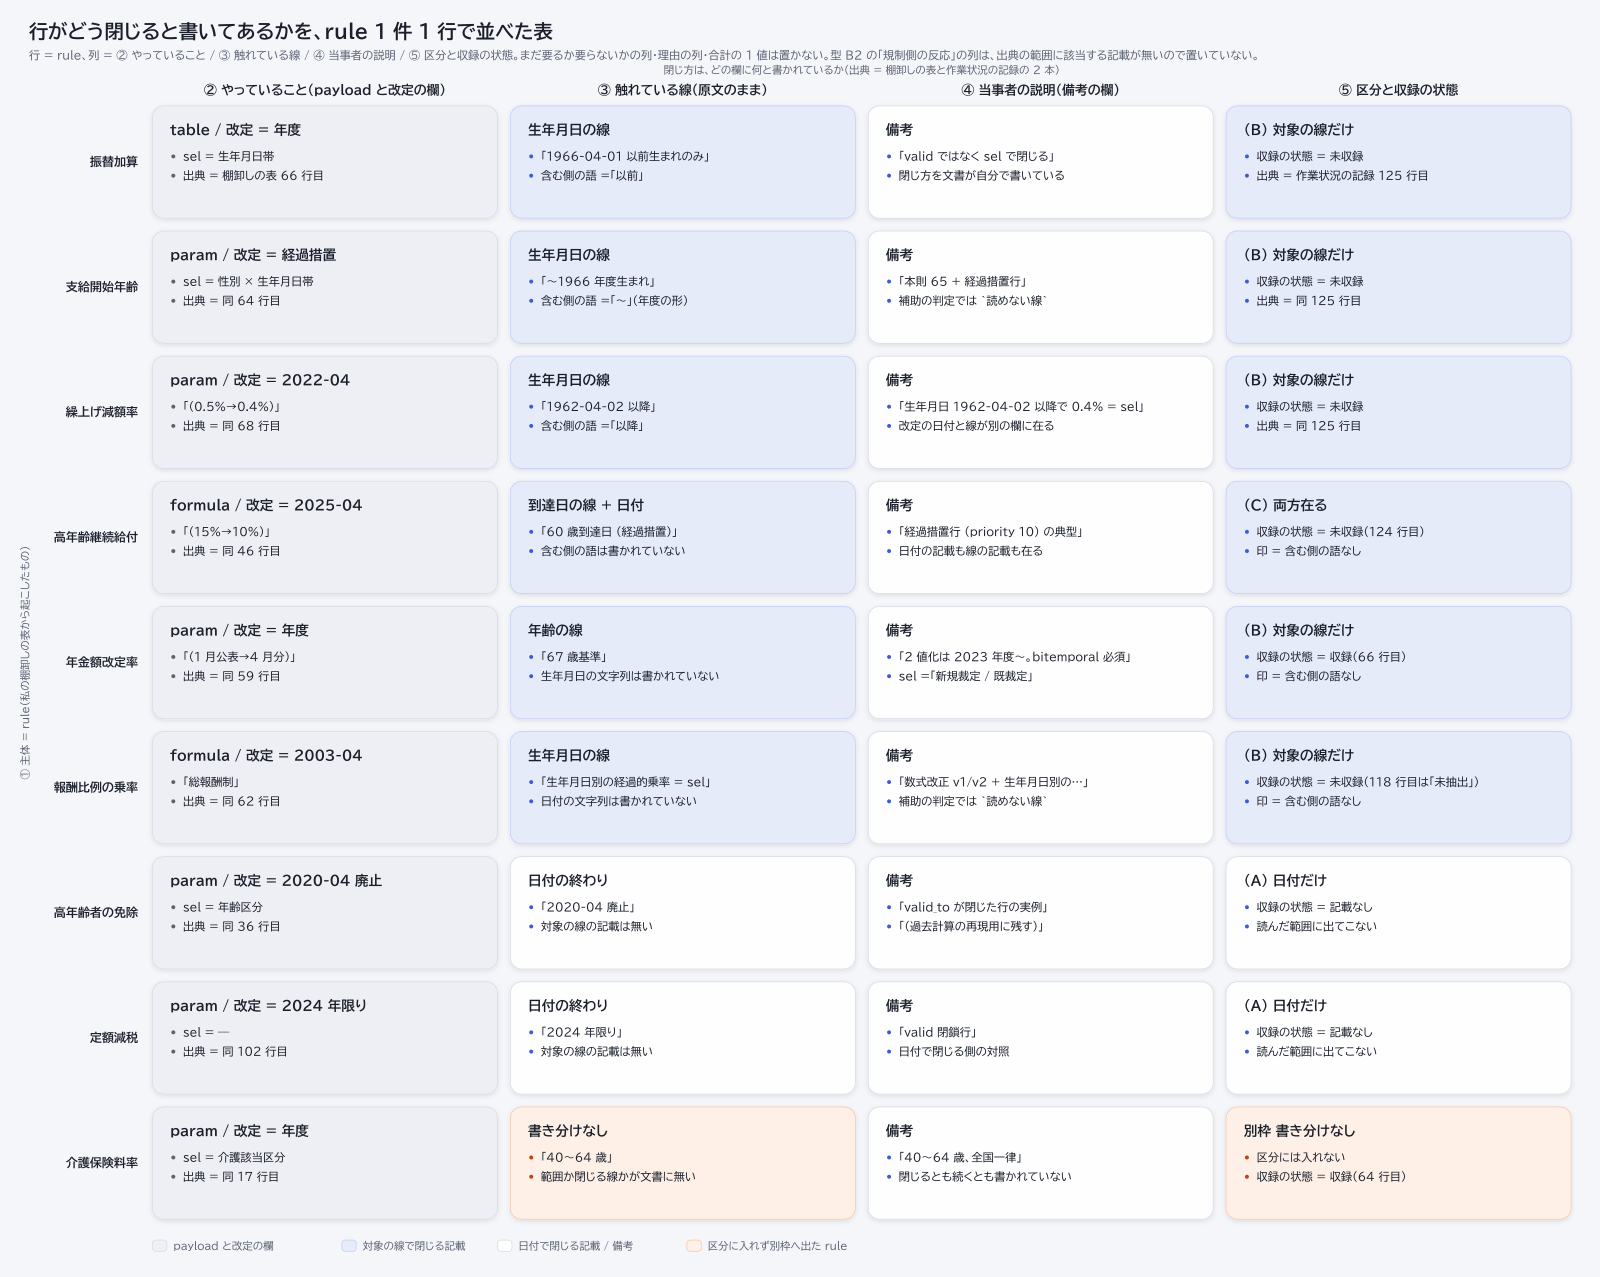 行がどう閉じると書いてあるかを、rule 1 件 1 行で並べた表
行 = rule、列 = ② やっていること / ③ 触れている線 / ④ 当事者の説明 / ⑤ 区分と収録の状態。まだ要るか要らないかの列・理由の列・合計の 1 値は置かない。型 B2 の「規制側の反応」の列は、出典の範囲に該当する記載が無いので置いていない。
閉じ方は、どの欄に何と書かれているか(出典 = 棚卸しの表と作業状況の記録の 2 本)
② やっていること(payload と改定の欄)
③ 触れている線(原文のまま)
④ 当事者の説明(備考の欄)
⑤ 区分と収録の状態
① 主体 = rule(私の棚卸しの表から起こしたもの)
振替加算
table / 改定 = 年度
• sel = 生年月日帯
• 出典 = 棚卸しの表 66 行目
生年月日の線
• 「1966-04-01 以前生まれのみ」
• 含む側の語 =「以前」
備考
• 「valid ではなく sel で閉じる」
• 閉じ方を文書が自分で書いている
(B) 対象の線だけ
• 収録の状態 = 未収録
• 出典 = 作業状況の記録 125 行目
支給開始年齢
param / 改定 = 経過措置
• sel = 性別 × 生年月日帯
• 出典 = 同 64 行目
生年月日の線
• 「〜1966 年度生まれ」
• 含む側の語 =「〜」(年度の形)
備考
• 「本則 65 + 経過措置行」
• 補助の判定では `読めない線`
(B) 対象の線だけ
• 収録の状態 = 未収録
• 出典 = 同 125 行目
繰上げ減額率
param / 改定 = 2022-04
• 「(0.5%→0.4%)」
• 出典 = 同 68 行目
生年月日の線
• 「1962-04-02 以降」
• 含む側の語 =「以降」
備考
• 「生年月日 1962-04-02 以降で 0.4% = sel」
• 改定の日付と線が別の欄に在る
(B) 対象の線だけ
• 収録の状態 = 未収録
• 出典 = 同 125 行目
高年齢継続給付
formula / 改定 = 2025-04
• 「(15%→10%)」
• 出典 = 同 46 行目
到達日の線 + 日付
• 「60 歳到達日 (経過措置)」
• 含む側の語は書かれていない
備考
• 「経過措置行 (priority 10) の典型」
• 日付の記載も線の記載も在る
(C) 両方在る
• 収録の状態 = 未収録(124 行目)
• 印 = 含む側の語なし
年金額改定率
param / 改定 = 年度
• 「(1 月公表→4 月分)」
• 出典 = 同 59 行目
年齢の線
• 「67 歳基準」
• 生年月日の文字列は書かれていない
備考
• 「2 値化は 2023 年度〜。bitemporal 必須」
• sel =「新規裁定 / 既裁定」
(B) 対象の線だけ
• 収録の状態 = 収録(66 行目)
• 印 = 含む側の語なし
報酬比例の乗率
formula / 改定 = 2003-04
• 「総報酬制」
• 出典 = 同 62 行目
生年月日の線
• 「生年月日別の経過的乗率 = sel」
• 日付の文字列は書かれていない
備考
• 「数式改正 v1/v2 + 生年月日別の…」
• 補助の判定では `読めない線`
(B) 対象の線だけ
• 収録の状態 = 未収録(118 行目は「未抽出」)
• 印 = 含む側の語なし
高年齢者の免除
param / 改定 = 2020-04 廃止
• sel = 年齢区分
• 出典 = 同 36 行目
日付の終わり
• 「2020-04 廃止」
• 対象の線の記載は無い
備考
• 「valid_to が閉じた行の実例」
• 「(過去計算の再現用に残す)」
(A) 日付だけ
• 収録の状態 = 記載なし
• 読んだ範囲に出てこない
定額減税
param / 改定 = 2024 年限り
• sel = —
• 出典 = 同 102 行目
日付の終わり
• 「2024 年限り」
• 対象の線の記載は無い
備考
• 「valid 閉鎖行」
• 日付で閉じる側の対照
(A) 日付だけ
• 収録の状態 = 記載なし
• 読んだ範囲に出てこない
介護保険料率
param / 改定 = 年度
• sel = 介護該当区分
• 出典 = 同 17 行目
書き分けなし
• 「40〜64 歳」
• 範囲か閉じる線かが文書に無い
備考
• 「40〜64 歳、全国一律」
• 閉じるとも続くとも書かれていない
別枠 書き分けなし
• 区分には入れない
• 収録の状態 = 収録(64 行目)
payload と改定の欄
対象の線で閉じる記載
日付で閉じる記載 / 備考
区分に入れず別枠へ出た rule